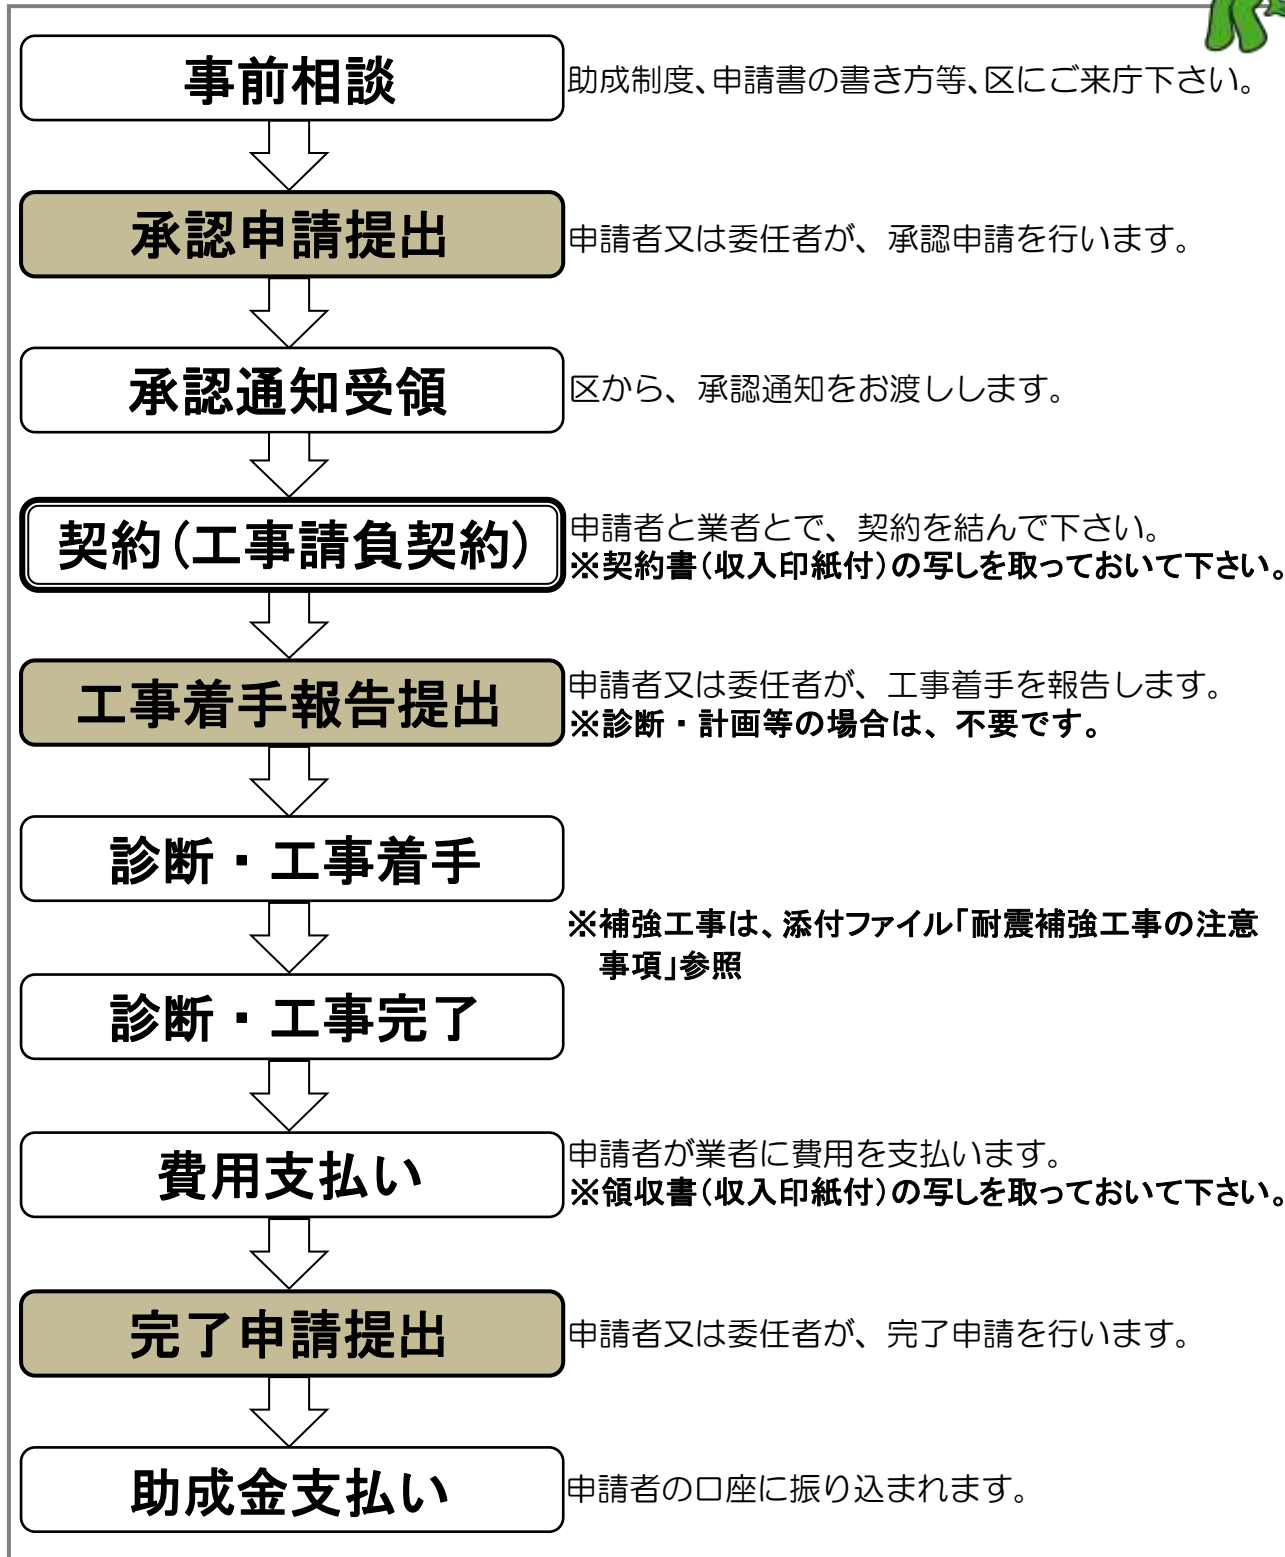 事前相談
助成制度、申請書の書き方等、区にご来庁下さい。
承認申請提出
申請者又は委任者が、承認申請を行います。
承認通知受領
区から、承認通知をお渡しします。
契約(工事請負契約)
申請者と業者とで、契約を結んで下さい。
※契約書(収入印紙付)の写しを取っておいて下さい。
工事着手報告提出
申請者又は委任者が、工事着手を報告します。
※診断・計画等の場合は、不要です。
診断・工事着手
※補強工事は、添付ファイル「耐震補強工事の注意
事項」参照
診断・工事完了
費用支払い
申請者が業者に費用を支払います。
※領収書(収入印紙付)の写しを取っておいて下さい。
完了申請提出
申請者又は委任者が、完了申請を行います。
助成金支払い
申請者の口座に振り込まれます。